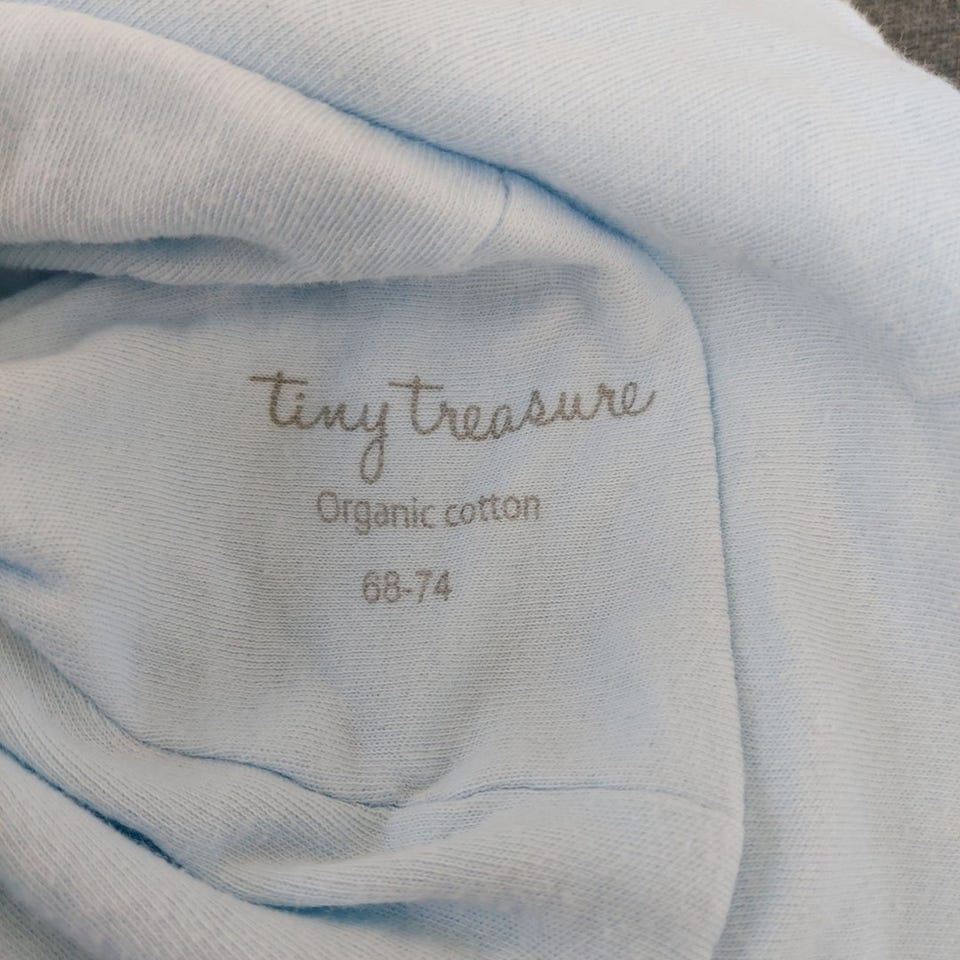 tiny treasure
Organic cotton
68-74